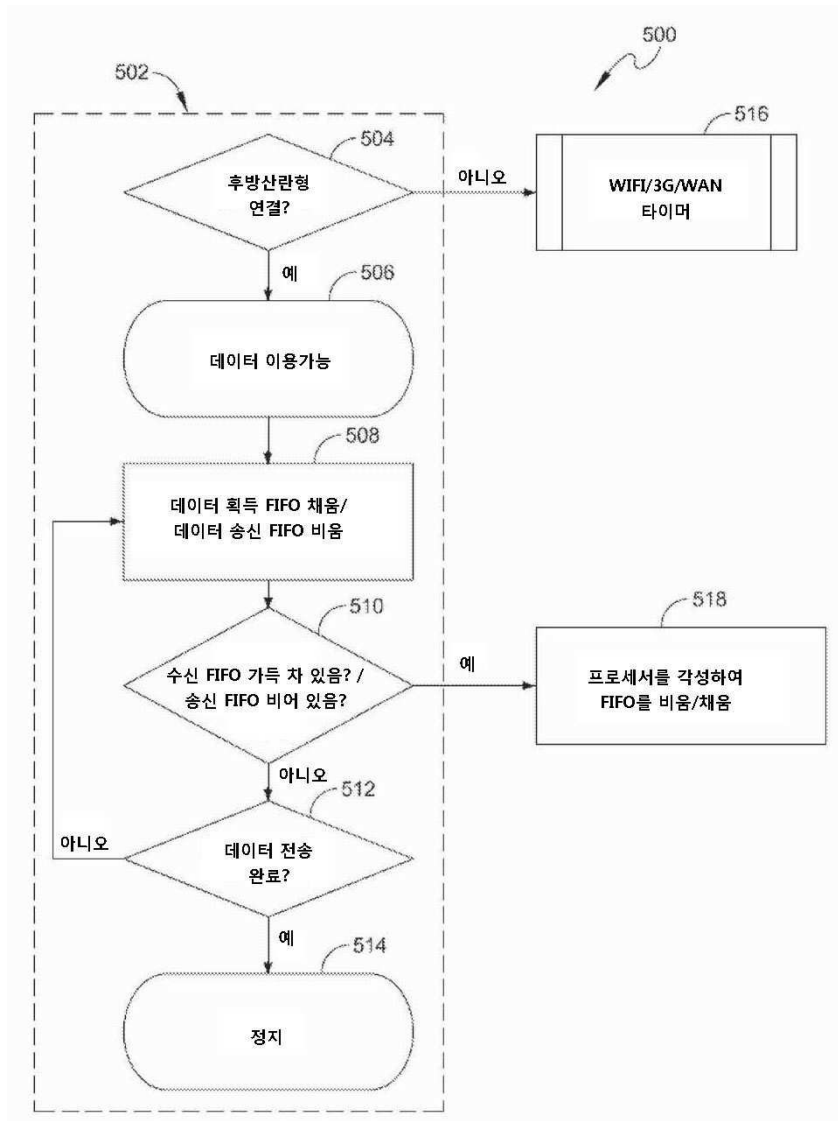 500
502
504
후방산란형
연결?
아니오
516
WIFI/3G/WAN
타이머
예
506
데이터 이용가능
508
데이터 획득 FIFO 채움/
데이터 송신 FIFO 비움
510
수신 FIFO 가득 차 있음? /
송신 FIFO 비어 있음?
예
518
프로세서를 각성하여
FIFO를 비움/채움
아니오
512
데이터 전송
완료?
아니오
예
514
정지